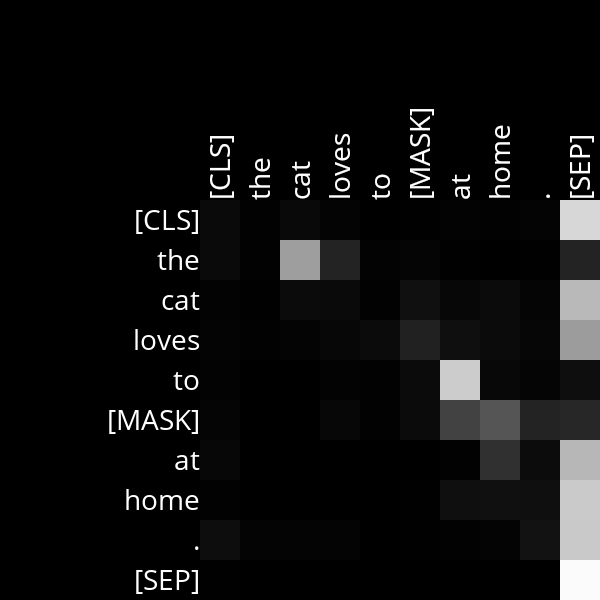 [CLS] the cat loves to [MASK] at home . [SEP]
[CLS]
the
cat
loves
to
[MASK]
at
home
.
[SEP]